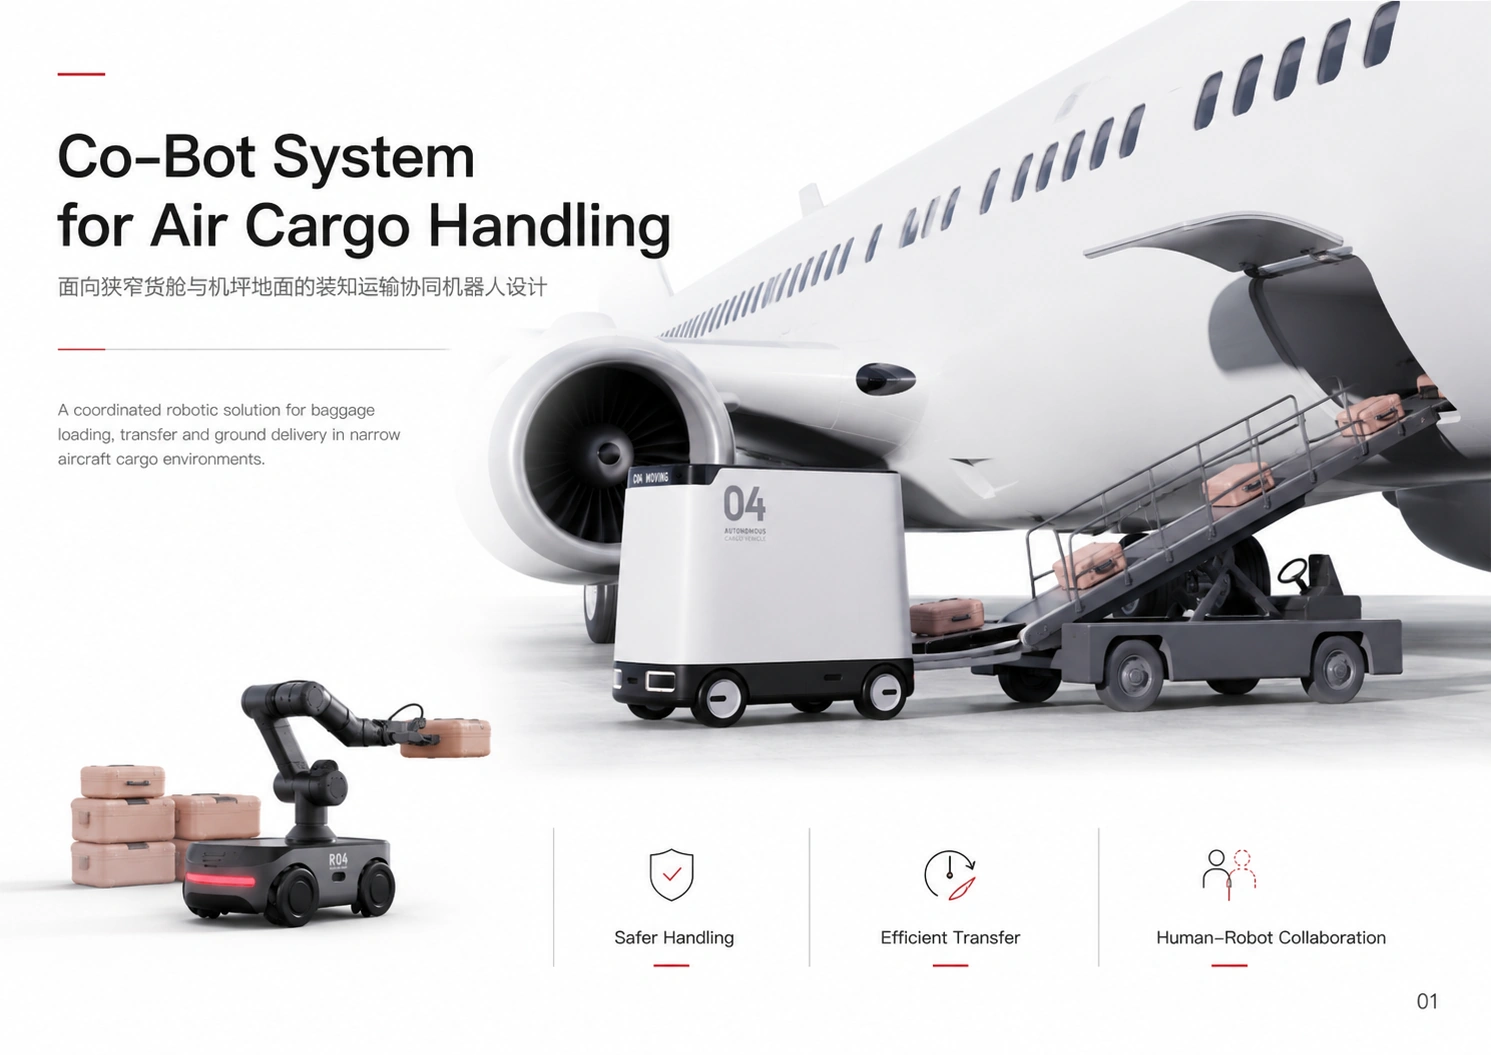 Co-Bot System
for Air Cargo Handling
面向狭窄货舱与机坪地面的装知运输协同机器人设计
A coordinated robotic solution for baggage
loading, transfer and ground delivery in narrow
aircraft cargo environments.
C04 MOVING
04
AUTONOMOUS
CARGO VEHICLE
R04
Safer Handling
Efficient Transfer
Human-Robot Collaboration
01